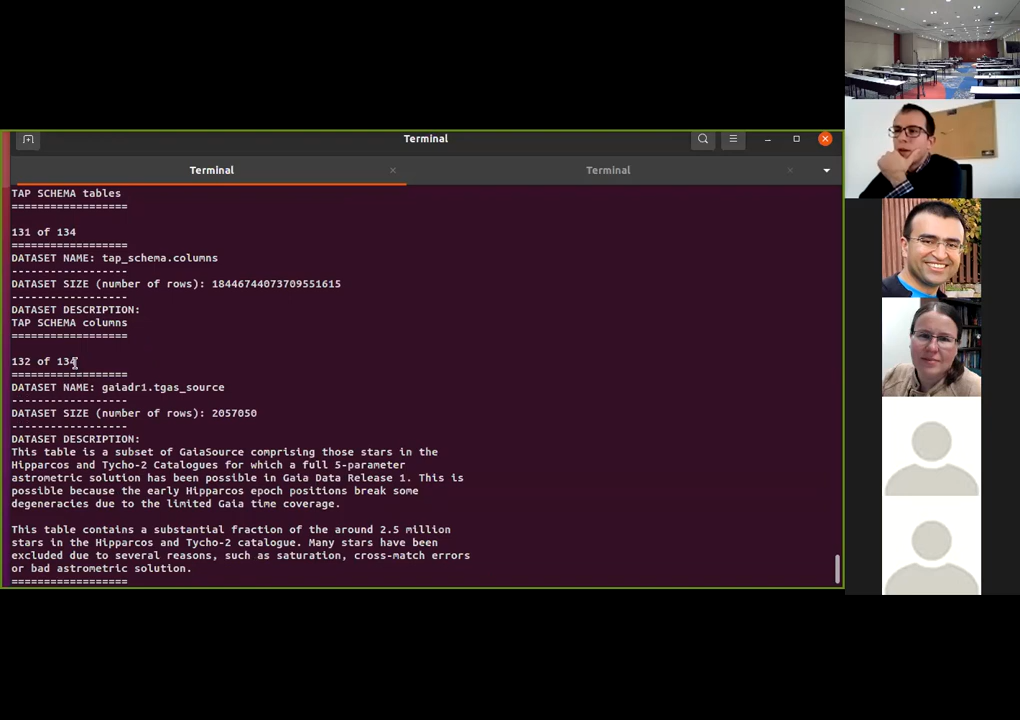 Terminal
Terminal
Terminal
TAP SCHEMA tables
==================
131 of 134
==================
DATASET NAME: tap_schema.columns
------------------
DATASET SIZE (number of rows): 18446744073709551615
------------------
DATASET DESCRIPTION:
TAP SCHEMA columns
==================
132 of 134
==================
DATASET NAME: gaiadr1.tgas_source
------------------
DATASET SIZE (number of rows): 2057050
------------------
DATASET DESCRIPTION:
This table is a subset of GaiaSource comprising those stars in the
Hipparcos and Tycho-2 Catalogues for which a full 5-parameter
astrometric solution has been possible in Gaia Data Release 1. This is
possible because the early Hipparcos epoch positions break some
degeneracies due to the limited Gaia time coverage.
This table contains a substantial fraction of the around 2.5 million
stars in the Hipparcos and Tycho-2 catalogue. Many stars have been
excluded due to several reasons, such as saturation, cross-match errors
or bad astrometric solution.
==================